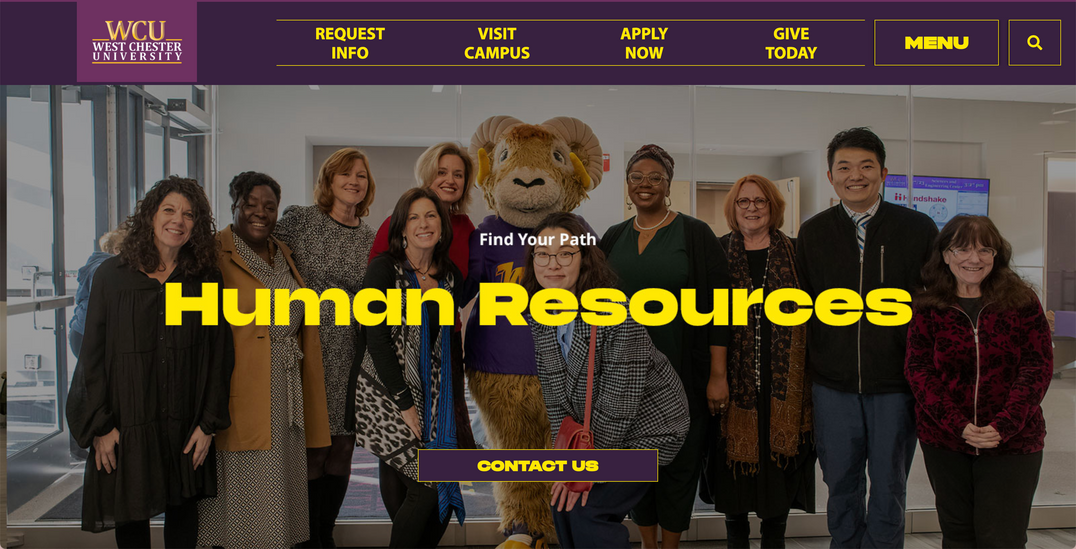 WCU
WEST CHESTER
UNIVERSITY
REQUEST
INFO
VISIT
CAMPUS
APPLY
NOW
GIVE
TODAY
MENU
Handshake
Find Your Path
Human Resources
CONTACT US